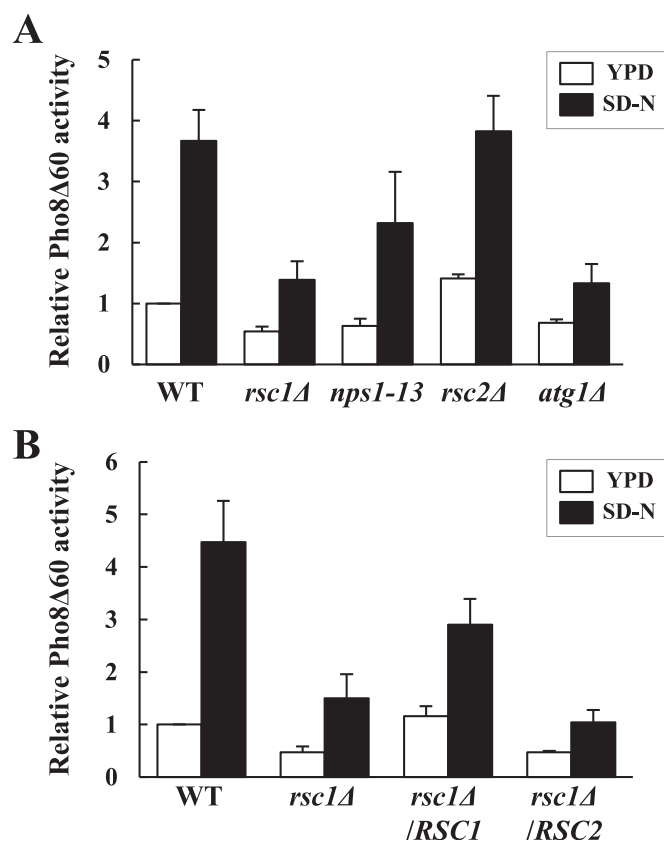 A
Relative Pho8Δ60 activity
5
4
3
2
1
0
YPD
SD-N
WT rsc1Δ nps1-13 rsc2Δ atg1Δ
B
Relative Pho8Δ60 activity
6
5
4
3
2
1
0
YPD
SD-N
WT rsc1Δ rsc1Δ rsc1Δ
/RSC1 /RSC2